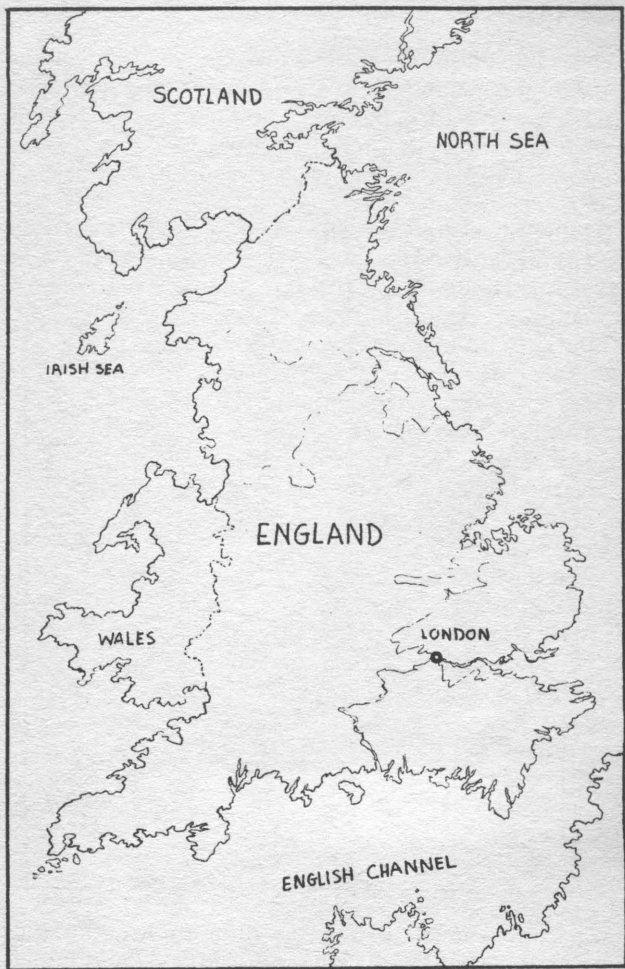 SCOTLAND
NORTH SEA
IRISH SEA
ENGLAND
WALES
LONDON
ENGLISH CHANNEL